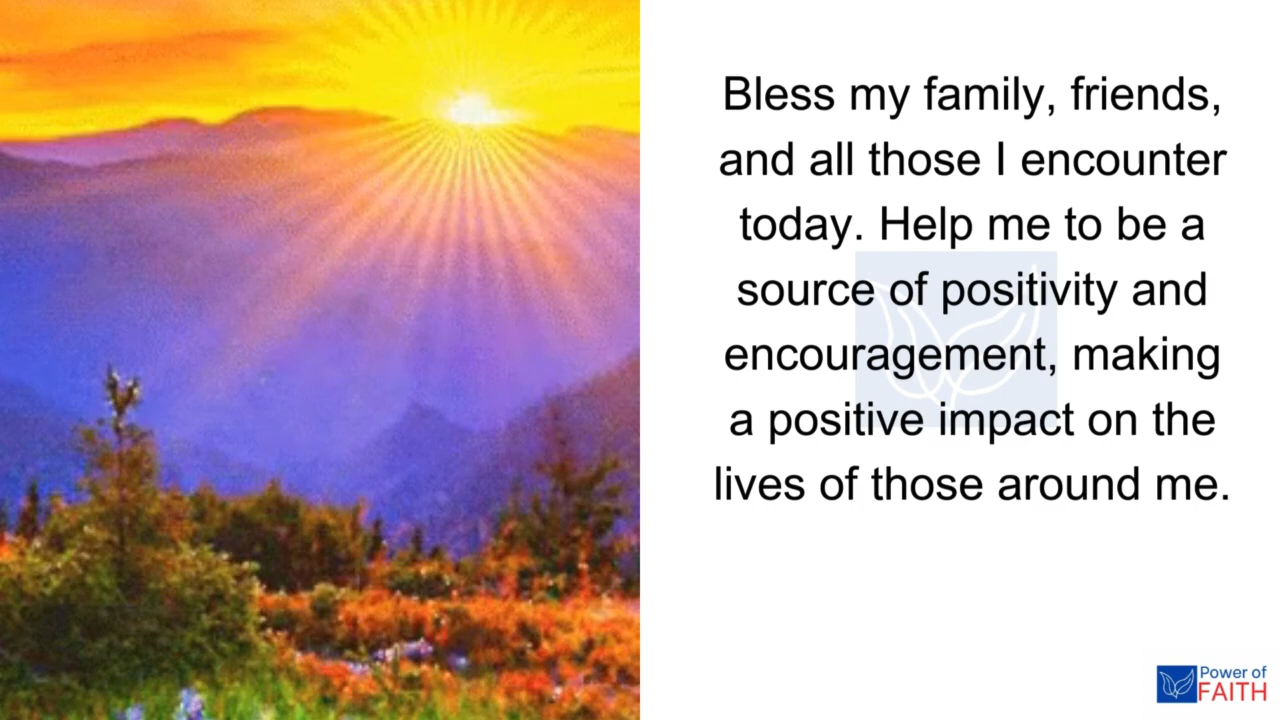 Bless my family, friends,
and all those I encounter
today. Help me to be a
source of positivity and
encouragement, making
a positive impact on the
lives of those around me.
Power of
FAITH